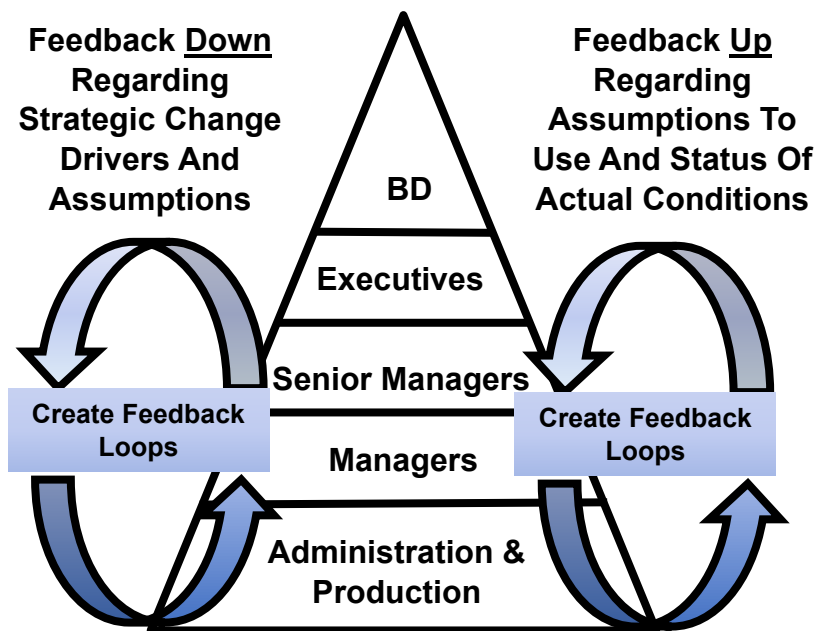 Feedback Down
Regarding
Strategic Change
Drivers And
Assumptions
Feedback Up
Regarding
Assumptions To
Use And Status Of
Actual Conditions
BD
Executives
Senior Managers
Managers
Administration &
Production
Create Feedback
Loops
Create Feedback
Loops